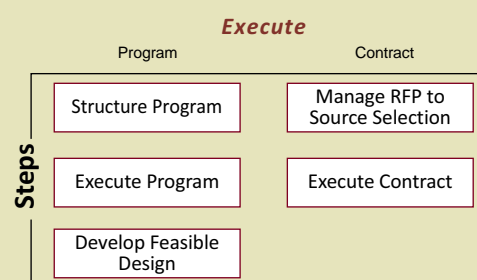 Execute
Program
Contract
Steps
Structure Program
Manage RFP to
Source Selection
Execute Program
Execute Contract
Develop Feasible
Design